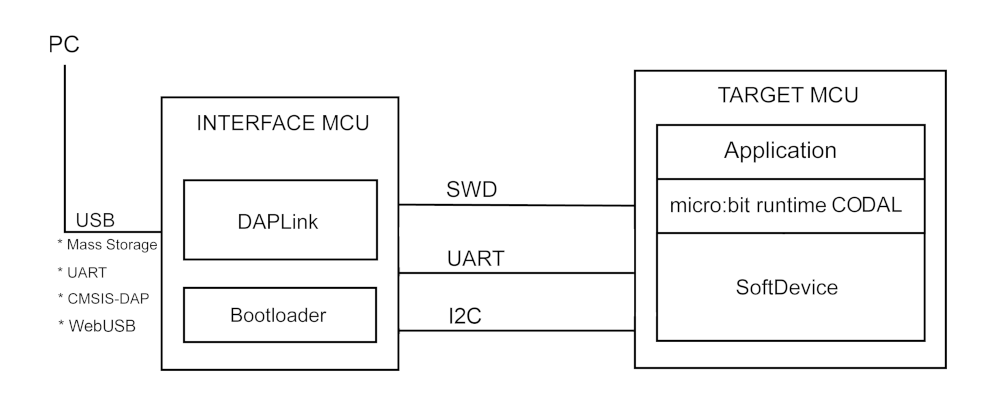 PC
USB
* Mass Storage
* UART
* CMSIS-DAP
* WebUSB
INTERFACE MCU
DAPLink
Bootloader
SWD
UART
I2C
TARGET MCU
Application
micro:bit runtime CODAL
SoftDevice